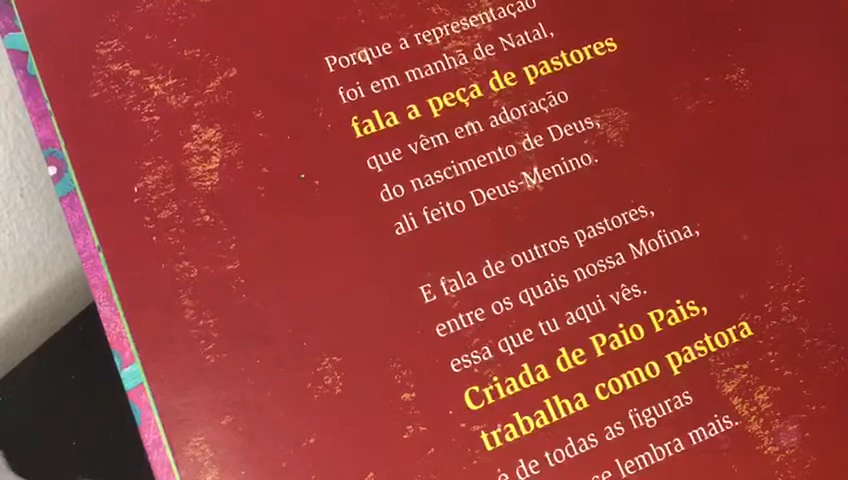 Porque a representação
foi em manhã de Natal,
fala a peça de pastores
que vêm em adoração
do nascimento de Deus,
ali feito Deus-Menino.
E fala de outros pastores,
entre os quais nossa Mofina,
essa que tu aqui vês.
Criada de Paio Pais,
trabalha como pastora
e de todas as figuras
se lembra mais.